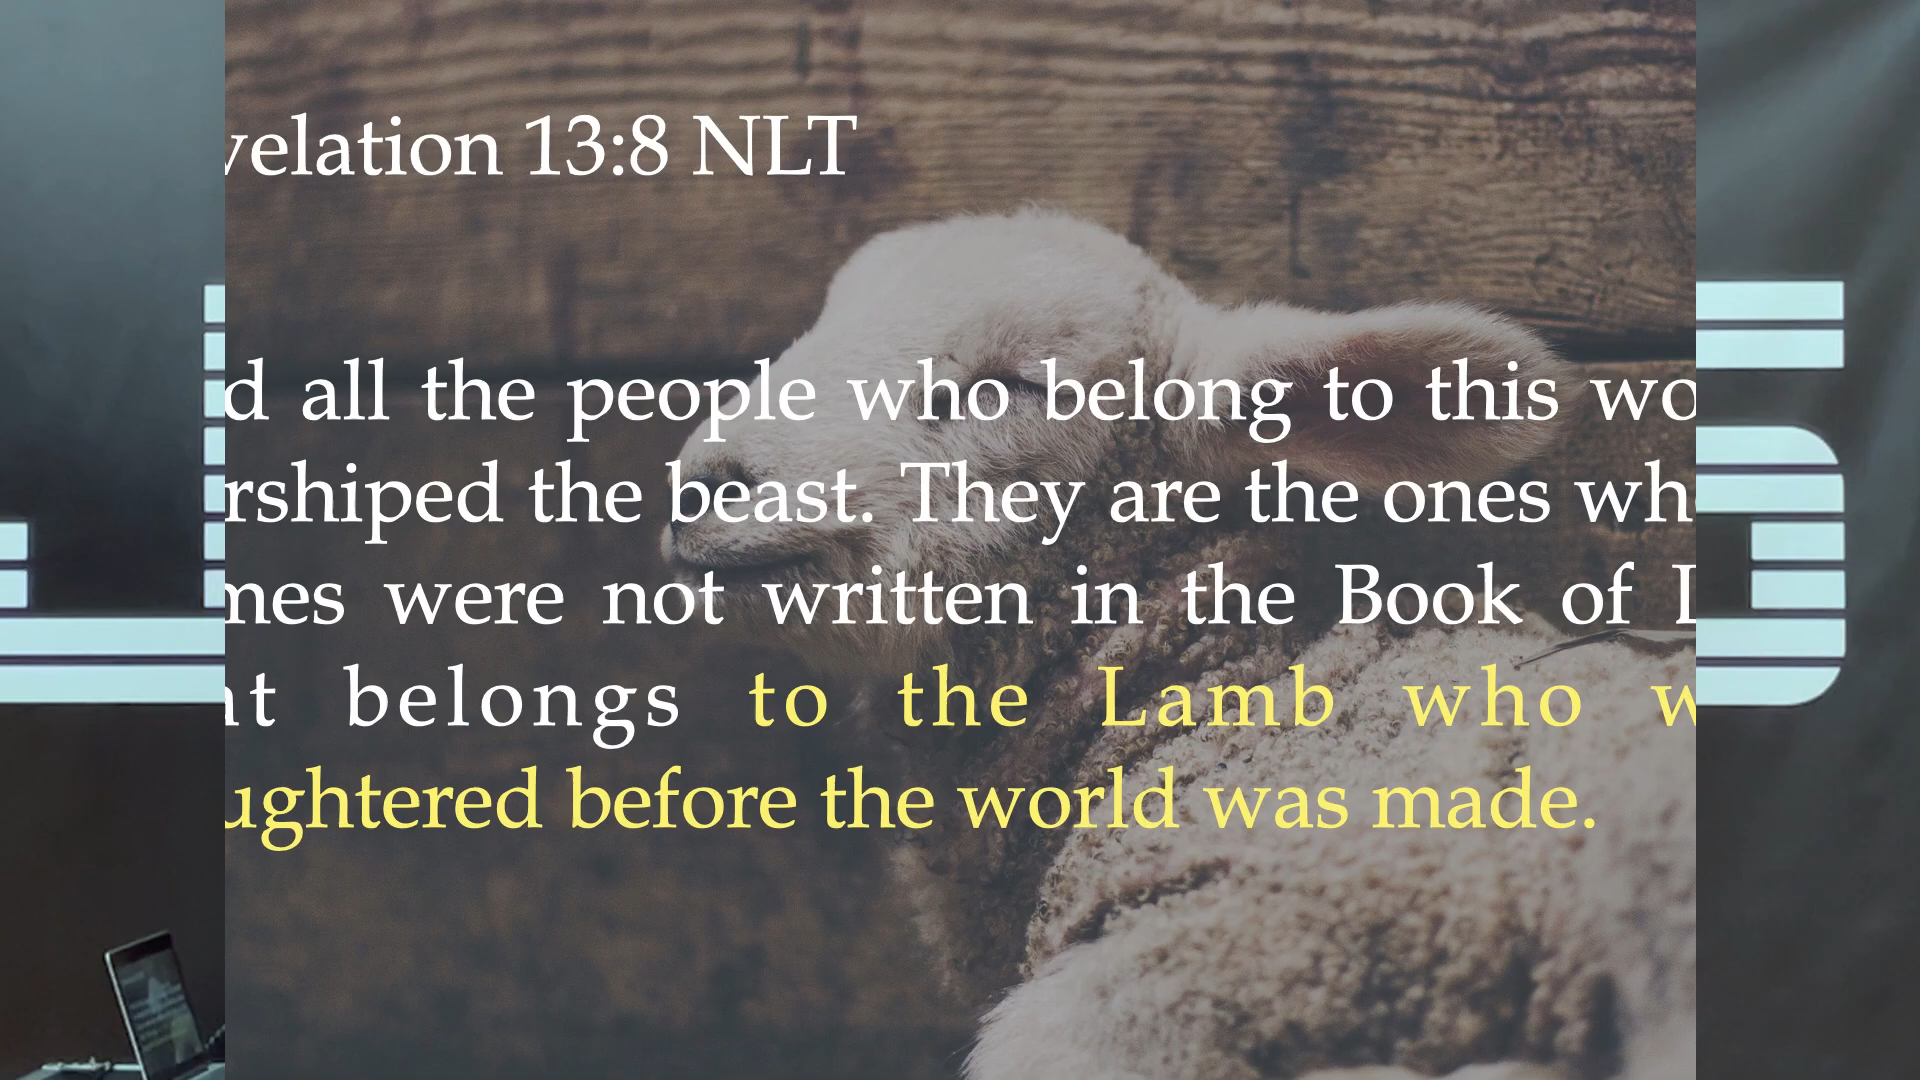 velation 13:8 NLT
d all the people who belong to this wo
rshiped the beast. They are the ones wh
mes were not written in the Book of L
at belongs to the Lamb who w
ughtered before the world was made.